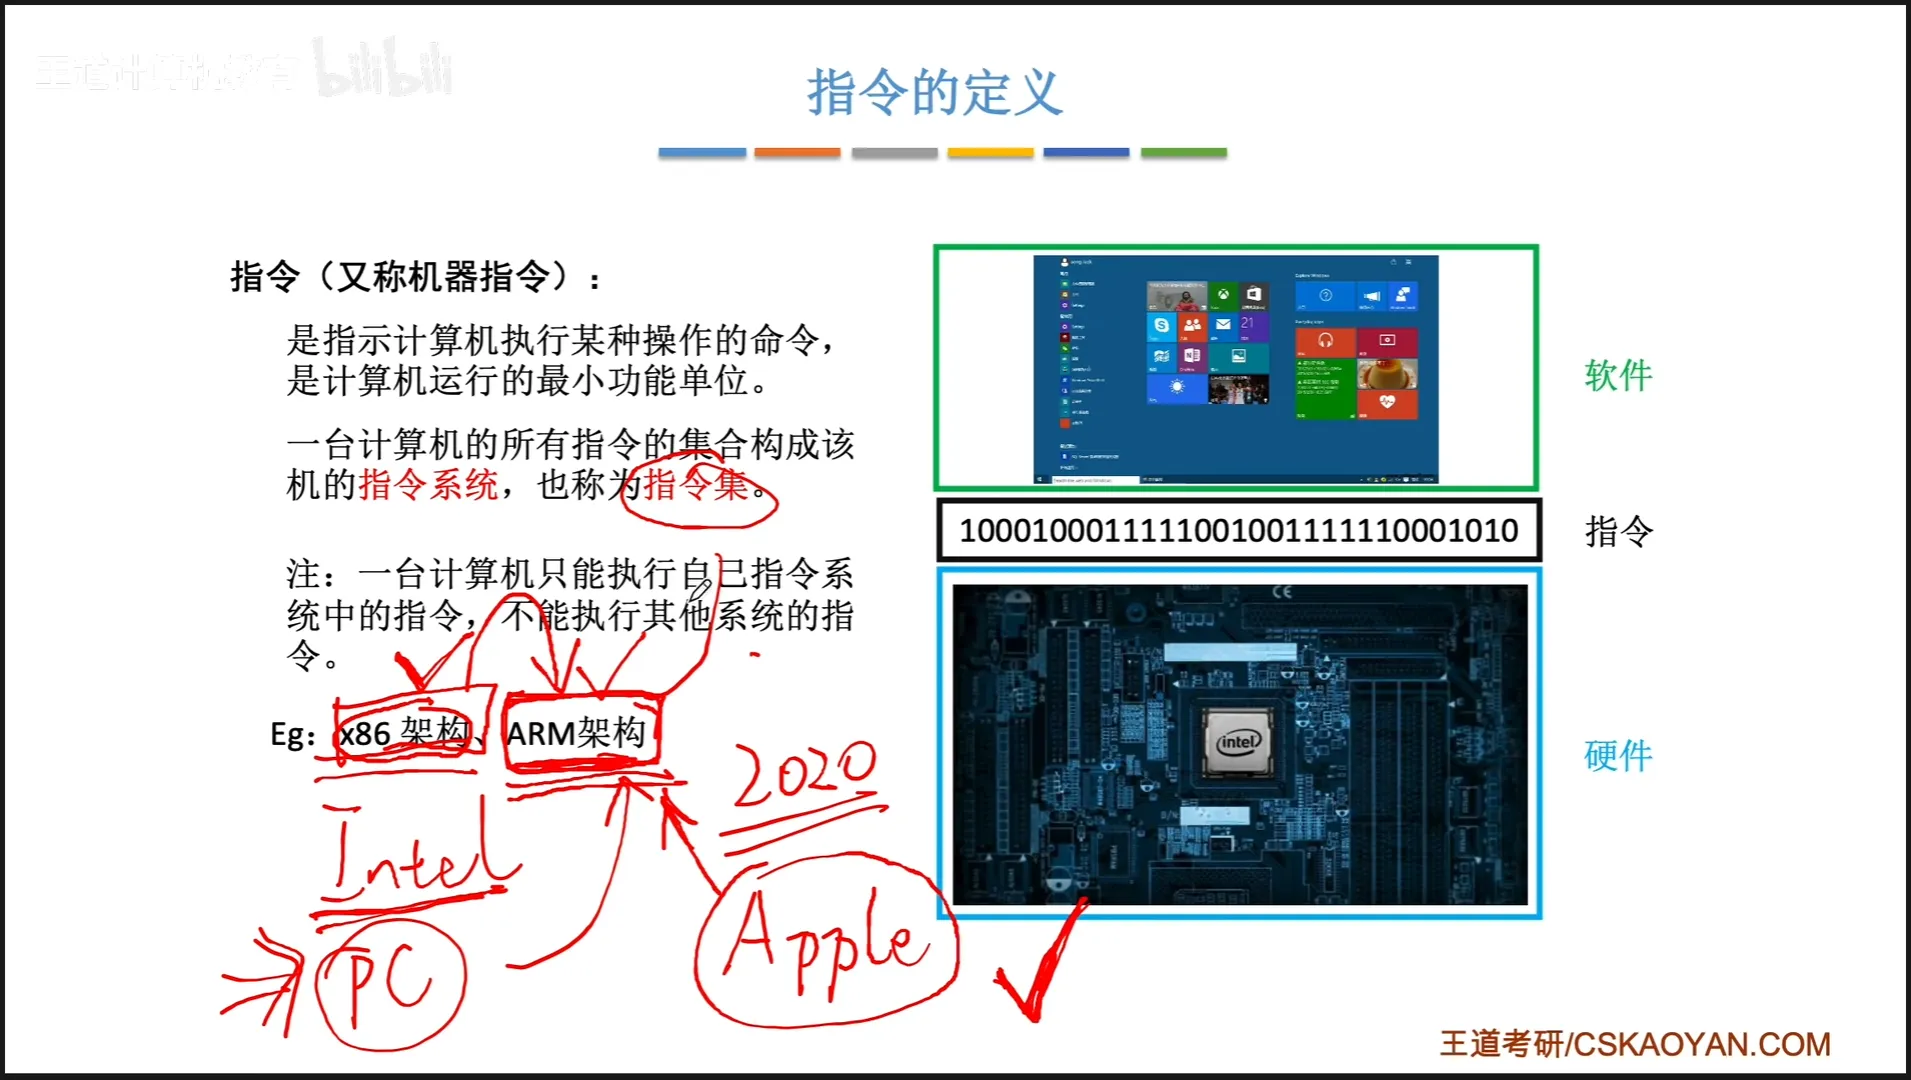 王道计算机教育 bilibili
指令的定义
指令（又称机器指令）：
是指示计算机执行某种操作的命令，
是计算机运行的最小功能单位。
一台计算机的所有指令的集合构成该
机的指令系统，也称为指令集。
注：一台计算机只能执行自己指令系
统中的指令，不能执行其他系统的指
令。
Eg：x86 架构、ARM架构
2020
Intel
PC
Apple
软件
10001000111110010011111110001010
指令
intel
硬件
王道考研/CSKAOYAN.COM